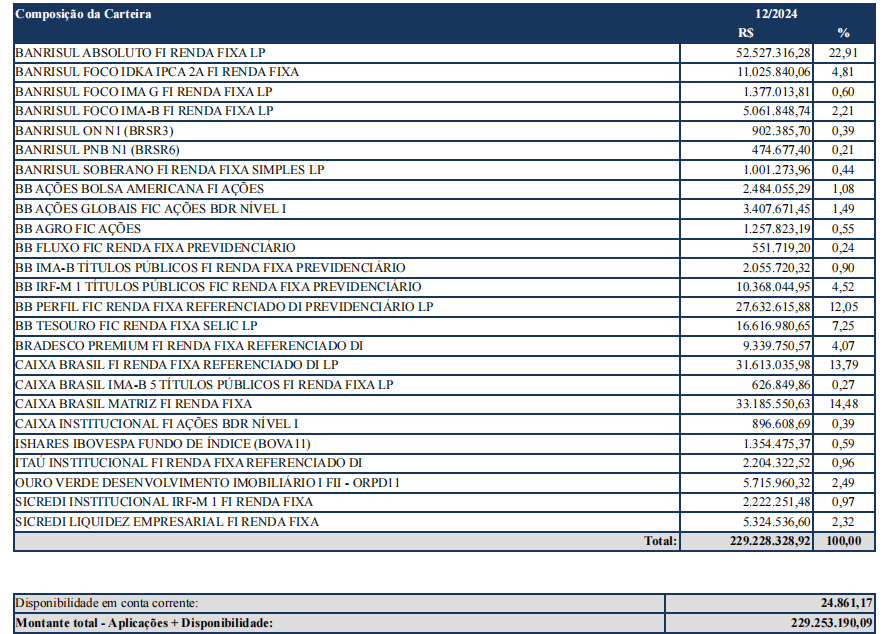 Composição da Carteira 12/2024
R$ %
BANRISUL ABSOLUTO FI RENDA FIXA LP 52.527.316,28 22,91
BANRISUL FOCO IDKA IPCA 2A FI RENDA FIXA 11.025.840,06 4,81
BANRISUL FOCO IMA G FI RENDA FIXA LP 1.377.013,81 0,60
BANRISUL FOCO IMA-B FI RENDA FIXA LP 5.061.848,74 2,21
BANRISUL ON N1 (BRSR3) 902.385,70 0,39
BANRISUL PNB N1 (BRSR6) 474.677,40 0,21
BANRISUL SOBERANO FI RENDA FIXA SIMPLES LP 1.001.273,96 0,44
BB AÇÕES BOLSA AMERICANA FI AÇÕES 2.484.055,29 1,08
BB AÇÕES GLOBAIS FIC AÇÕES BDR NÍVEL I 3.407.671,45 1,49
BB AGRO FIC AÇÕES 1.257.823,19 0,55
BB FLUXO FIC RENDA FIXA PREVIDENCIÁRIO 551.719,20 0,24
BB IMA-B TÍTULOS PÚBLICOS FI RENDA FIXA PREVIDENCIÁRIO 2.055.720,32 0,90
BB IRF-M 1 TÍTULOS PÚBLICOS FIC RENDA FIXA PREVIDENCIÁRIO 10.368.044,95 4,52
BB PERFIL FIC RENDA FIXA REFERENCIADO DI PREVIDENCIÁRIO LP 27.632.615,88 12,05
BB TESOURO FIC RENDA FIXA SELIC LP 16.616.980,65 7,25
BRADESCO PREMIUM FI RENDA FIXA REFERENCIADO DI 9.339.750,57 4,07
CAIXA BRASIL FI RENDA FIXA REFERENCIADO DI LP 31.613.035,98 13,79
CAIXA BRASIL IMA-B 5 TÍTULOS PÚBLICOS FI RENDA FIXA LP 626.849,86 0,27
CAIXA BRASIL MATRIZ FI RENDA FIXA 33.185.550,63 14,48
CAIXA INSTITUCIONAL FI AÇÕES BDR NÍVEL I 896.608,69 0,39
ISHARES IBOVESPA FUNDO DE ÍNDICE (BOVA11) 1.354.475,37 0,59
ITAÚ INSTITUCIONAL FI RENDA FIXA REFERENCIADO DI 2.204.322,52 0,96
OURO VERDE DESENVOLVIMENTO IMOBILIÁRIO I FII - ORPD11 5.715.960,32 2,49
SICREDI INSTITUCIONAL IRF-M 1 FI RENDA FIXA 2.222.251,48 0,97
SICREDI LIQUIDEZ EMPRESARIAL FI RENDA FIXA 5.324.536,60 2,32
Total: 229.228.328,92 100,00
Disponibilidade em conta corrente: 24.861,17
Montante total - Aplicações + Disponibilidade: 229.253.190,09